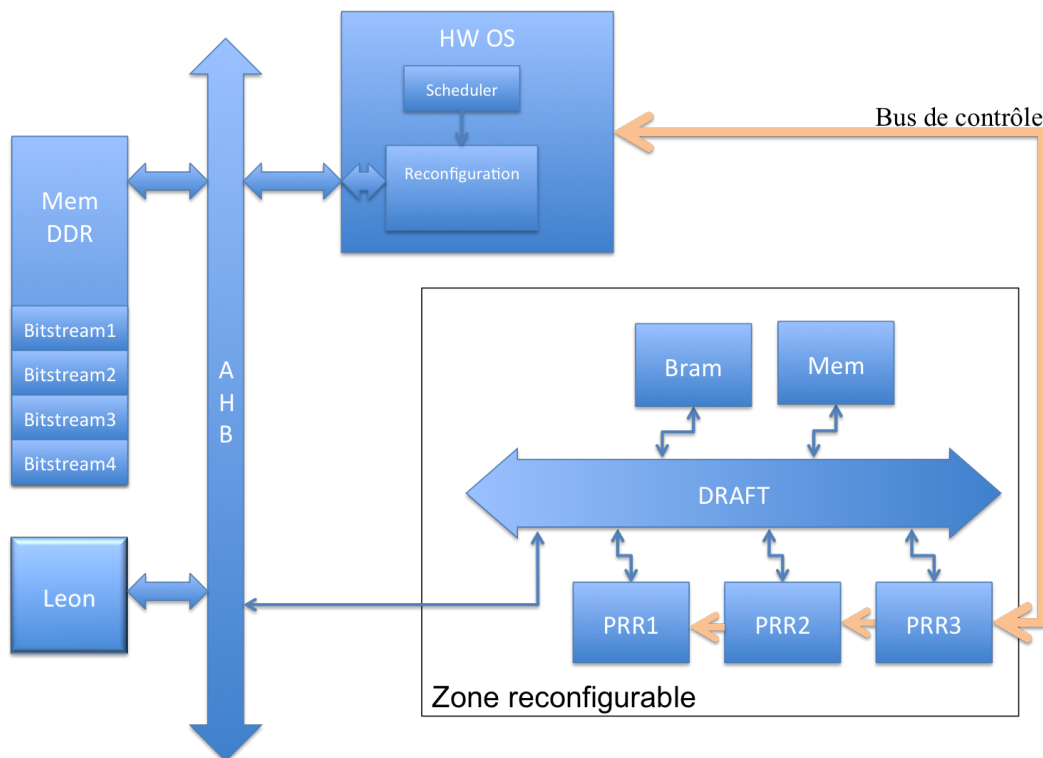 HW OS
Scheduler
Reconfiguration
Bus de contrôle
Mem
DDR
Bitstream1
Bitstream2
Bitstream3
Bitstream4
A
H
B
Leon
Bram
Mem
DRAFT
PRR1
PRR2
PRR3
Zone reconfigurable